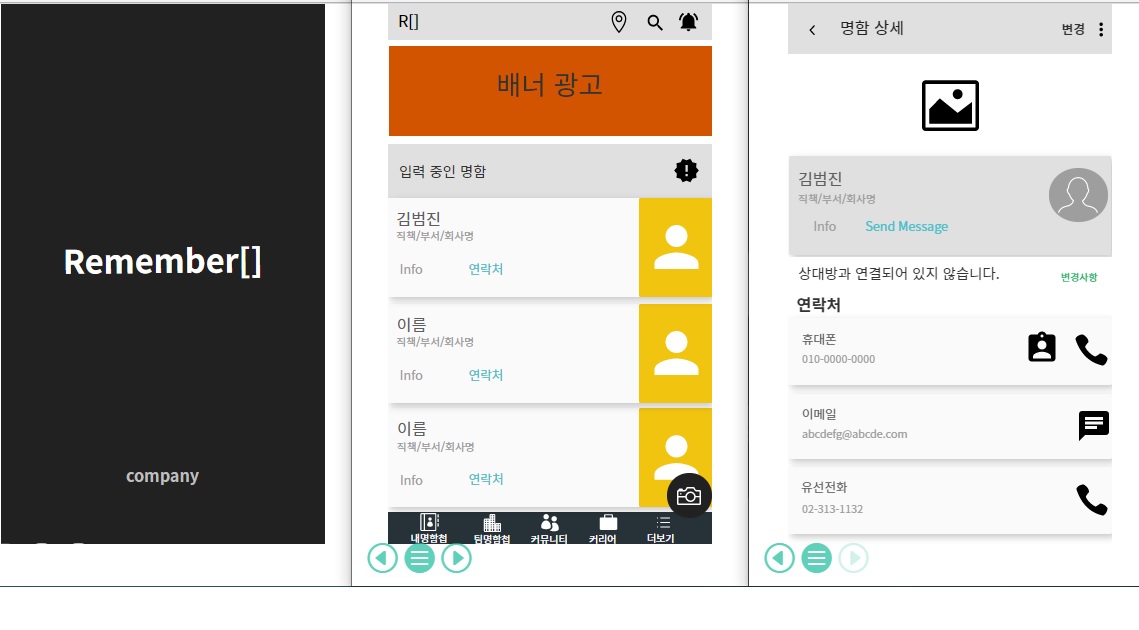 Remember[]
company
R[]
배너 광고
입력 중인 명함
김범진
직책/부서/회사명
Info 연락처
이름
직책/부서/회사명
Info 연락처
이름
직책/부서/회사명
Info 연락처
내명함첩 팀명함첩 커뮤니티 커리어 더보기
명함 상세 변경
김범진
직책/부서/회사명
Info Send Message
상대방과 연결되어 있지 않습니다. 변경사항
연락처
휴대폰
010-0000-0000
이메일
abcdefg@abcde.com
유선전화
02-313-1132